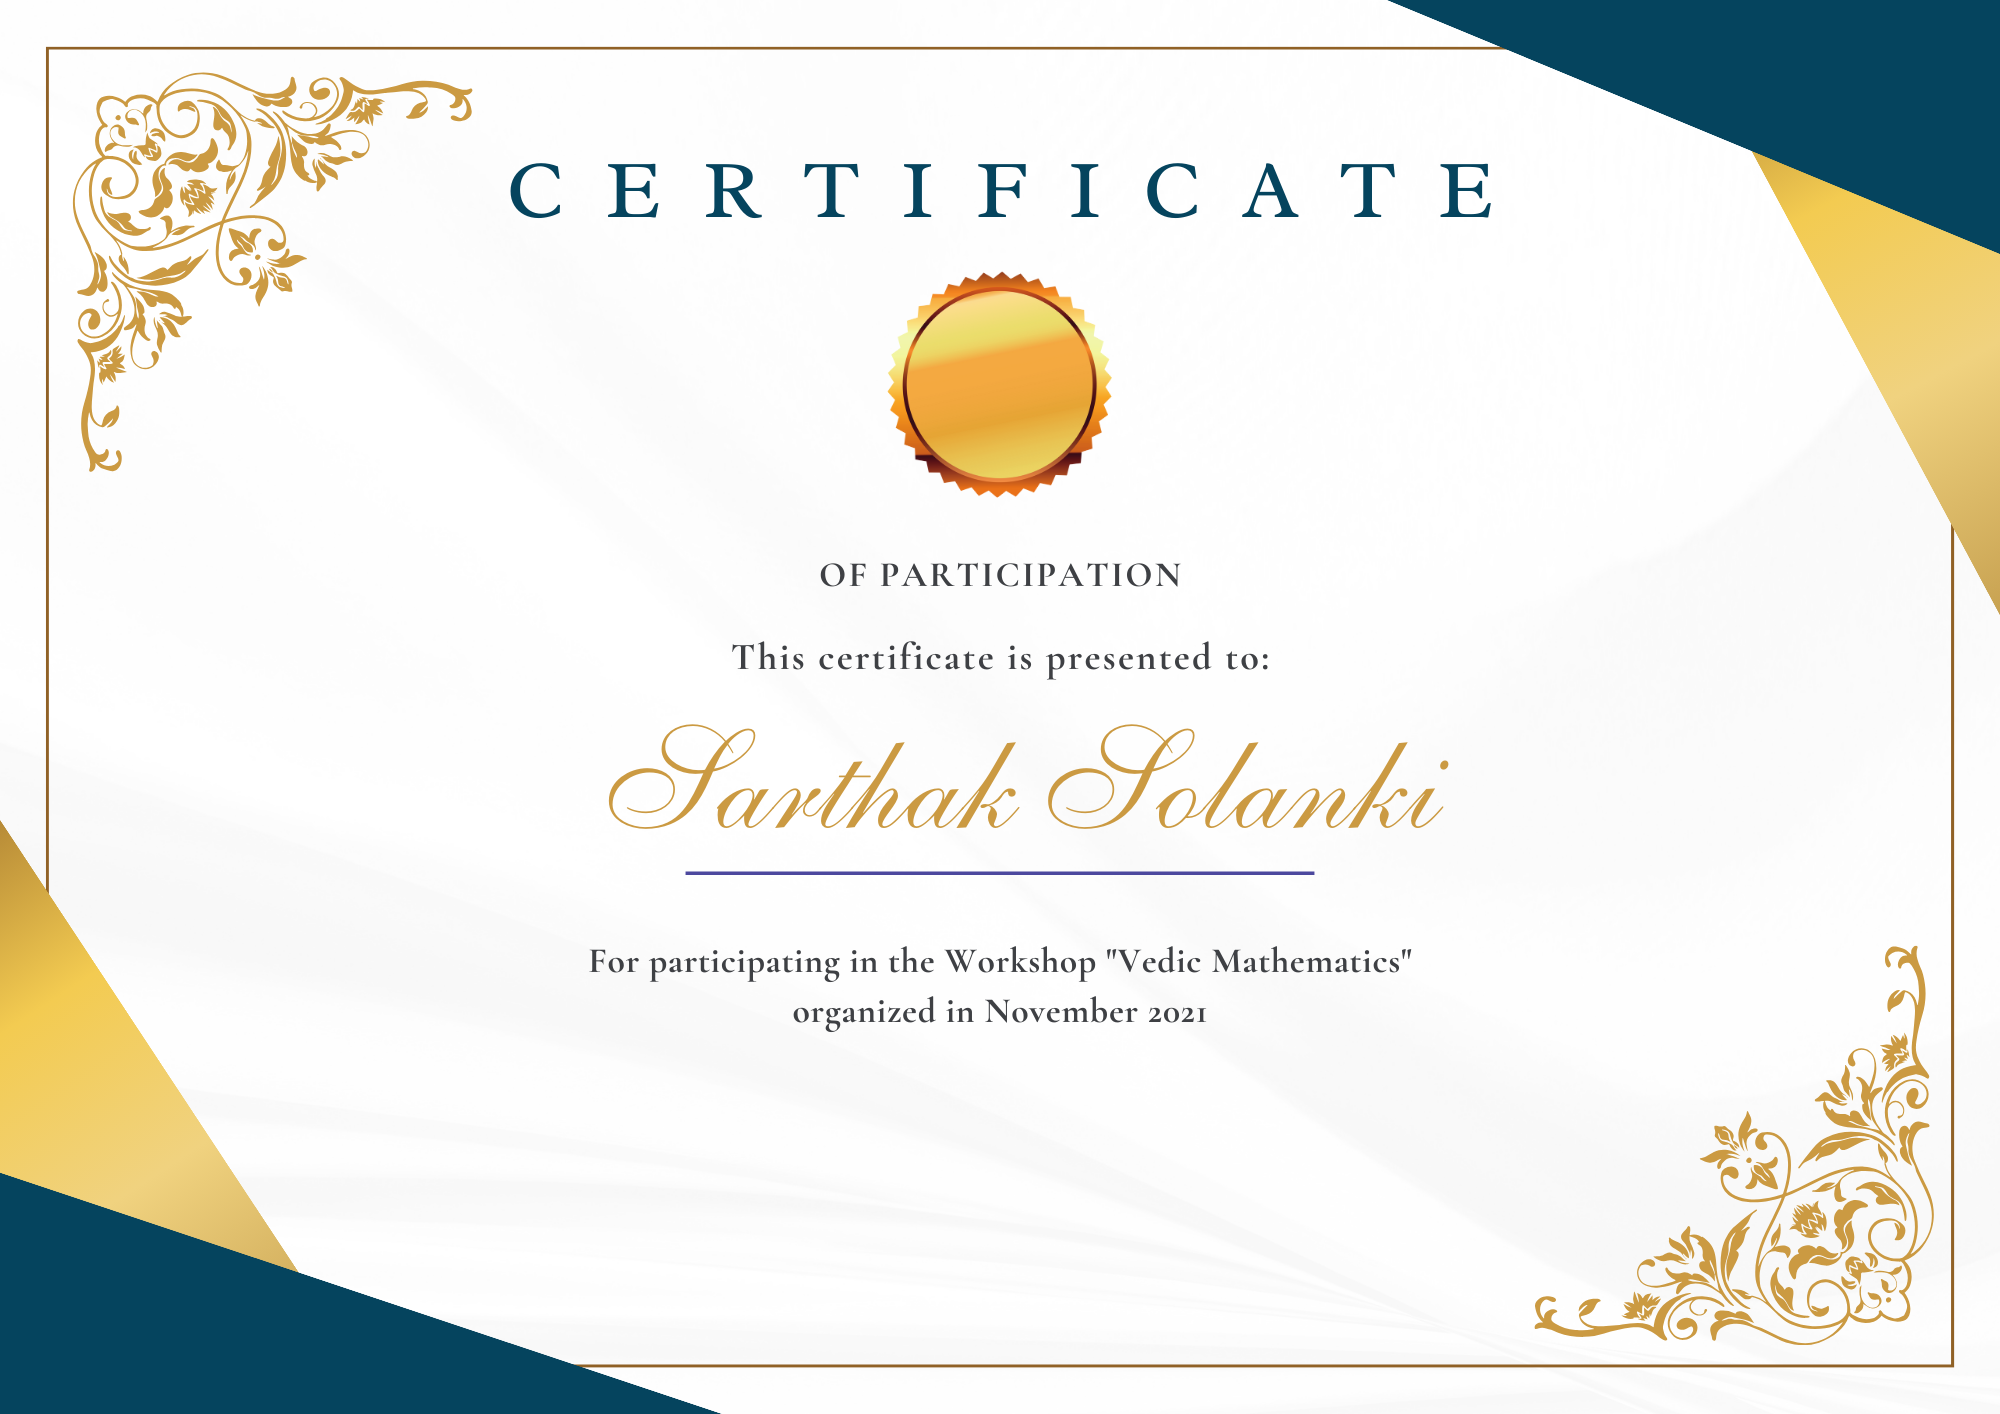 CERTIFICATE
OF PARTICIPATION
This certificate is presented to:
Sarthak Solanki
For participating in the Workshop "Vedic Mathematics"
organized in November 2021